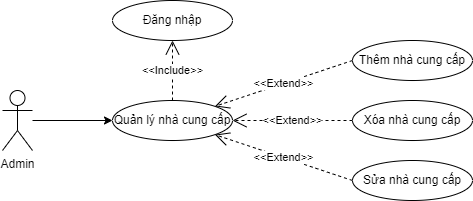 Đăng nhập
<<Include>>
Thêm nhà cung cấp
<<Extend>>
Quản lý nhà cung cấp
<<Extend>>
Xóa nhà cung cấp
<<Extend>>
Admin
Sửa nhà cung cấp